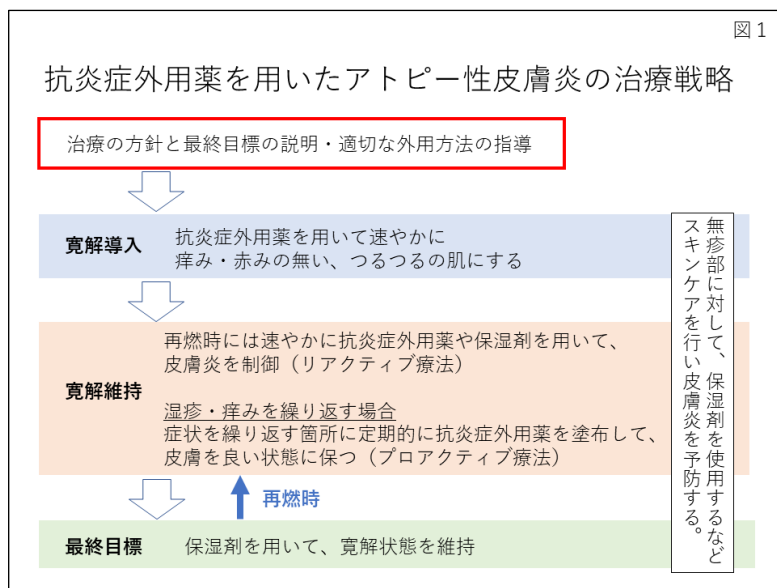 図1
抗炎症外用薬を用いたアトピー性皮膚炎の治療戦略
治療の方針と最終目標の説明・適切な外用方法の指導
寛解導入
抗炎症外用薬を用いて速やかに
痒み・赤みの無い、つるつるの肌にする
寛解維持
再燃時には速やかに抗炎症外用薬や保湿剤を用いて、
皮膚炎を制御（リアクティブ療法）
湿疹・痒みを繰り返す場合
症状を繰り返す箇所に定期的に抗炎症外用薬を塗布して、
皮膚を良い状態に保つ（プロアクティブ療法）
再燃時
最終目標
保湿剤を用いて、寛解状態を維持
無疹部に対して、保湿剤を使用するなど
スキンケアを行い皮膚炎を予防する。